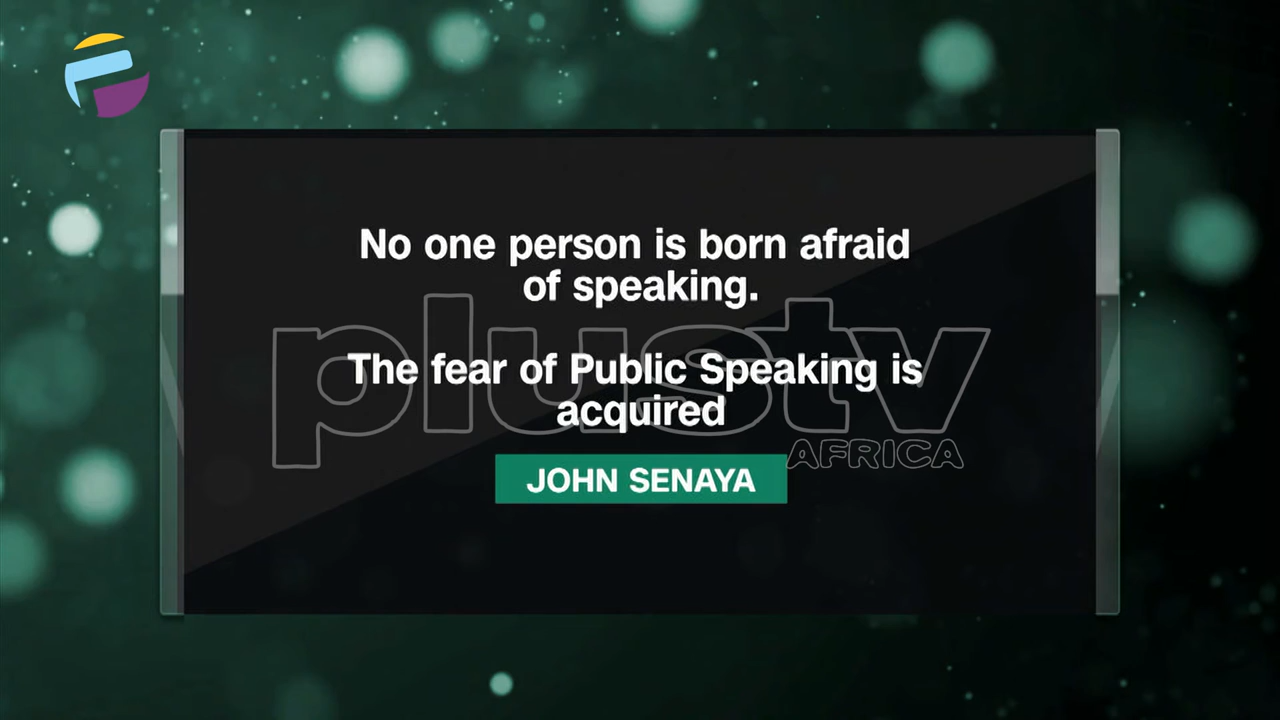 No one person is born afraid
of speaking.
plustv
The fear of Public Speaking is
acquired
AFRICA
JOHN SENAYA